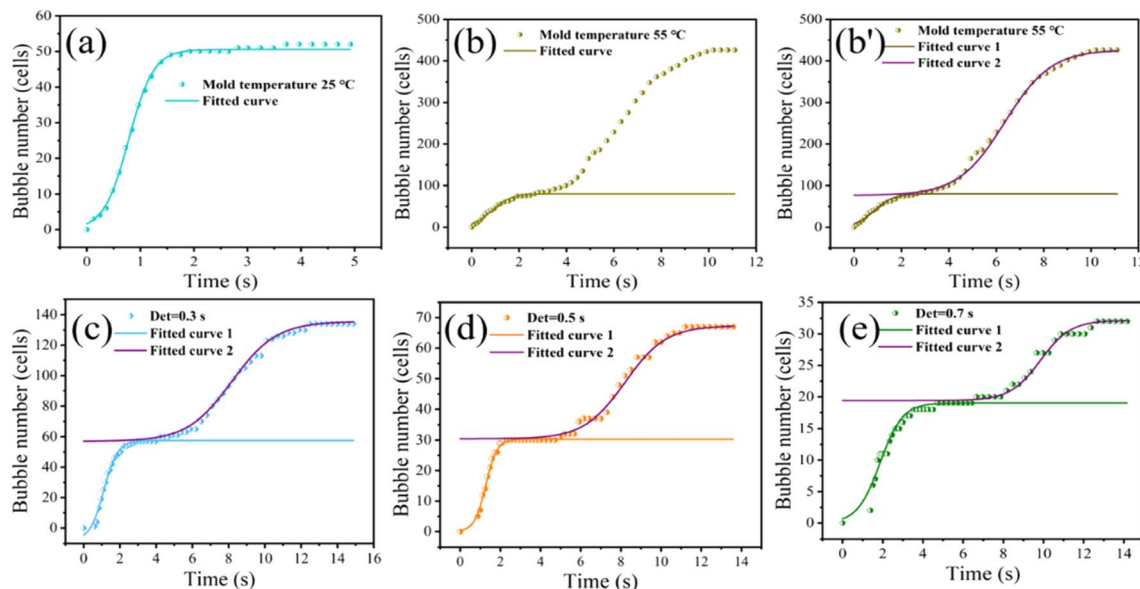 (a)
Mold temperature 25 °C
Fitted curve
Bubble number (cells)
60
50
40
30
20
10
0
0 1 2 3 4 5
Time (s)
(b)
Mold temperature 55 °C
Fitted curve
Bubble number (cells)
500
400
300
200
100
0
0 2 4 6 8 10 12
Time (s)
(b')
Mold temperature 55 °C
Fitted curve 1
Fitted curve 2
Bubble number (cells)
500
400
300
200
100
0
0 2 4 6 8 10 12
Time (s)
(c)
Det=0.3 s
Fitted curve 1
Fitted curve 2
Bubble number (cells)
140
120
100
80
60
40
20
0
0 2 4 6 8 10 12 14 16
Time (s)
(d)
Det=0.5 s
Fitted curve 1
Fitted curve 2
Bubble number (cells)
70
60
50
40
30
20
10
0
0 2 4 6 8 10 12 14
Time (s)
(e)
Det=0.7 s
Fitted curve 1
Fitted curve 2
Bubble number (cells)
35
30
25
20
15
10
5
0
0 2 4 6 8 10 12 14
Time (s)